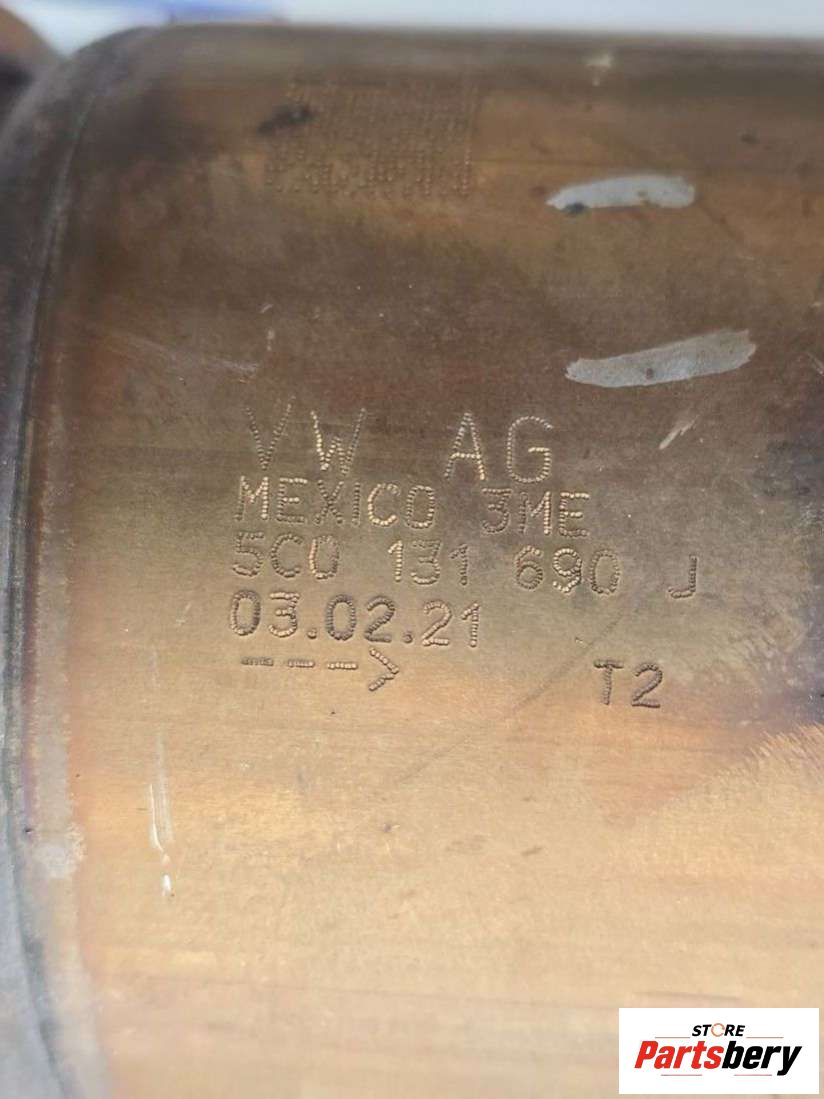 VW AG
MEXICO 3ME
5C0 131 690 J
03.02.21
---> T2
STORE
Partsbery